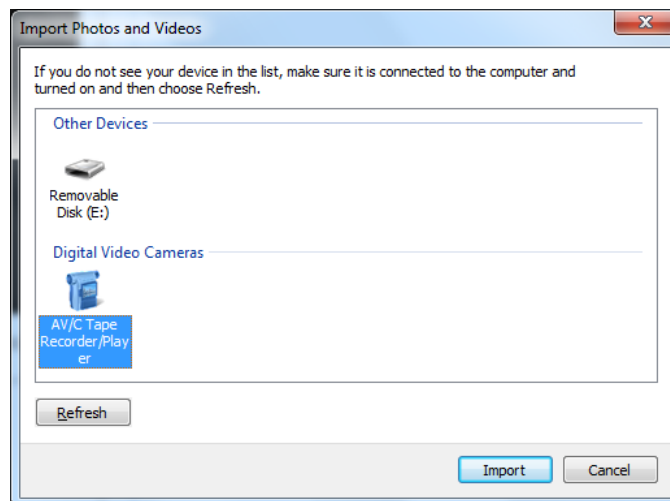 Import Photos and Videos
If you do not see your device in the list, make sure it is connected to the computer and
turned on and then choose Refresh.
Other Devices
Removable
Disk (E:)
Digital Video Cameras
AV/C Tape
Recorder/Play
er
Refresh
Import
Cancel